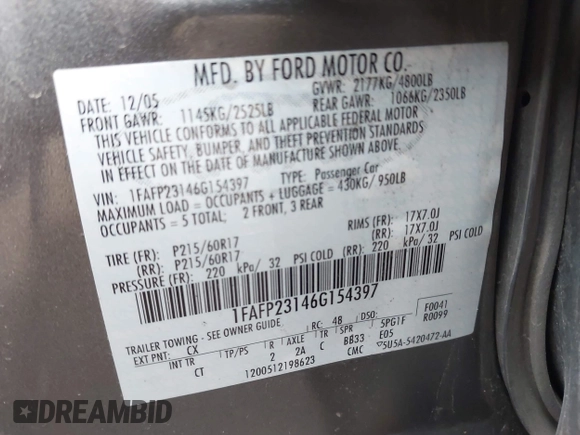 MFD. BY FORD MOTOR CO.
DATE: 12/05 GVWR: 2177KG/4800LB
FRONT GAWR: 1145KG/2525LB REAR GAWR: 1066KG/2350LB
THIS VEHICLE CONFORMS TO ALL APPLICABLE FEDERAL MOTOR
VEHICLE SAFETY, BUMPER, AND THEFT PREVENTION STANDARDS
IN EFFECT ON THE DATE OF MANUFACTURE SHOWN ABOVE.
VIN: 1FAFP23146G154397 TYPE: Passenger Car
MAXIMUM LOAD = OCCUPANTS + LUGGAGE = 430KG/ 950LB
OCCUPANTS = 5 TOTAL; 2 FRONT, 3 REAR
TIRE (FR): P215/60R17 RIMS (FR): 17X7.0J
(RR): P215/60R17 (RR): 17X7.0J
PRESSURE (FR): 220 kPa/ 32 PSI COLD (RR): 220 kPa/ 32 PSI COLD
1FAFP23146G154397
TRAILER TOWING - SEE OWNER GUIDE RC: 48 DSO: F0041
EXT PNT: CX TP/PS R AXLE TR SPR 5PG1F R0099
INT TR CT 2 2A C BB33 E05
CMC 5U5A-5420472-AA
1200512198623
DREAMBID